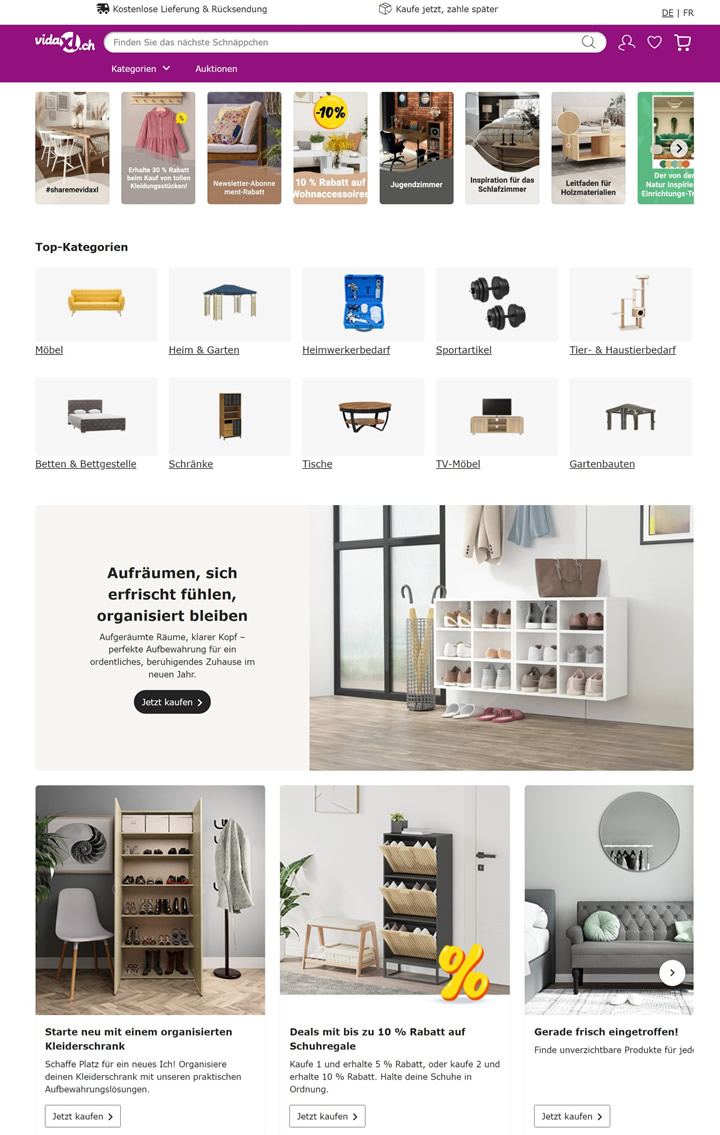 Kostenlose Lieferung & Rücksendung
Kaufe jetzt, zahle später
DE | FR
vidaXL.ch
Finden Sie das nächste Schnäppchen
Kategorien
Auktionen
#sharemevidaxl
Erhalte 30 % Rabatt
beim Kauf von tollen
Kleidungsstücken!
%
Newsletter-Abonne
ment-Rabatt
-10%
10 % Rabatt auf
Wohnaccessoires
Jugendzimmer
Inspiration für das
Schlafzimmer
Leitfaden für
Holzmaterialien
Der von der
Natur inspirie
Einrichtungs-Tr
Top-Kategorien
Möbel
Heim & Garten
Heimwerkerbedarf
Sportartikel
Tier- & Haustierbedarf
Betten & Bettgestelle
Schränke
Tische
TV-Möbel
Gartenbauten
Aufräumen, sich
erfrischt fühlen,
organisiert bleiben
Aufgeräumte Räume, klarer Kopf –
perfekte Aufbewahrung für ein
ordentliches, beruhigendes Zuhause im
neuen Jahr.
Jetzt kaufen
%
Starte neu mit einem organisierten
Kleiderschrank
Schaffe Platz für ein neues Ich! Organisiere
deinen Kleiderschrank mit unseren praktischen
Aufbewahrungslösungen.
Jetzt kaufen
Deals mit bis zu 10 % Rabatt auf
Schuhregale
Kaufe 1 und erhalte 5 % Rabatt, oder kaufe 2 und
erhalte 10 % Rabatt. Halte deine Schuhe in
Ordnung.
Jetzt kaufen
Gerade frisch eingetroffen!
Finde unverzichtbare Produkte für jede
Jetzt kaufen